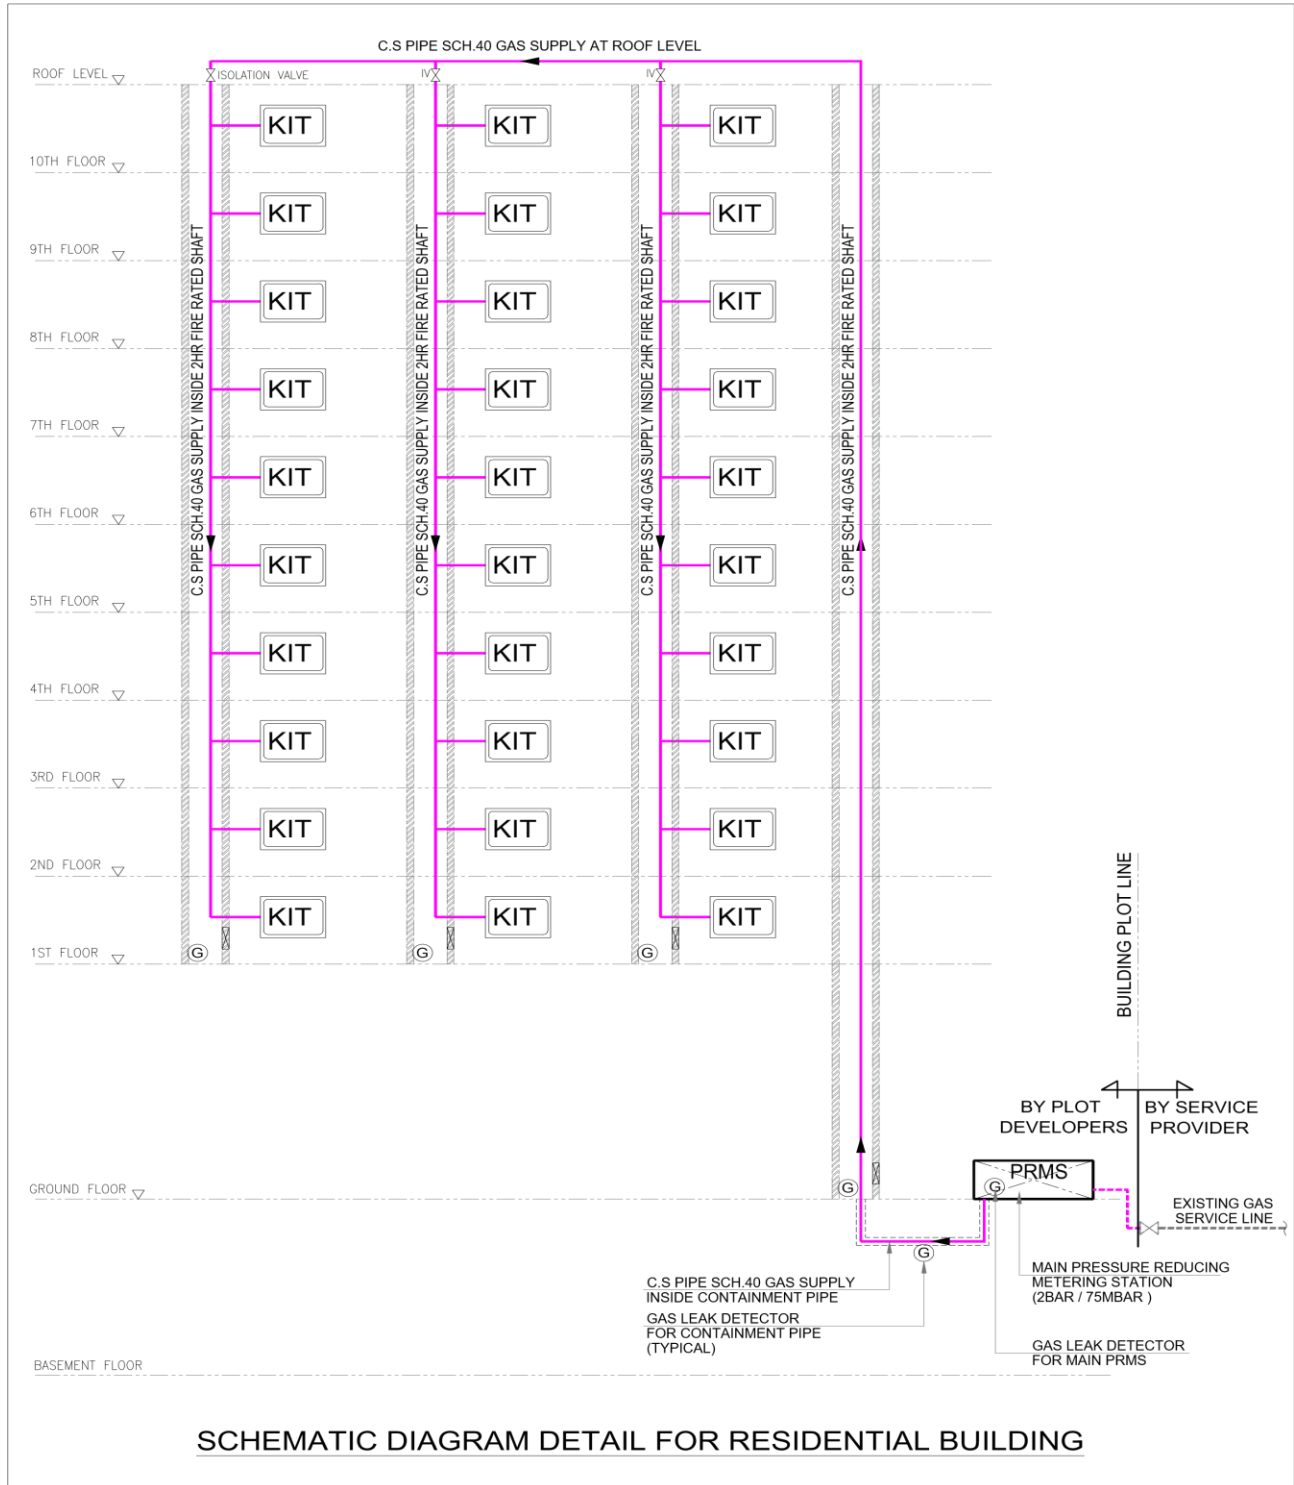 C.S PIPE SCH.40 GAS SUPPLY AT ROOF LEVEL
ROOF LEVEL
ISOLATION VALVE
IV
IV
KIT KIT KIT
10TH FLOOR
KIT KIT KIT
9TH FLOOR
KIT KIT KIT
8TH FLOOR
KIT KIT KIT
7TH FLOOR
KIT KIT KIT
6TH FLOOR
KIT KIT KIT
5TH FLOOR
KIT KIT KIT
4TH FLOOR
KIT KIT KIT
3RD FLOOR
KIT KIT KIT
2ND FLOOR
KIT KIT KIT
1ST FLOOR
G G G
C.S PIPE SCH.40 GAS SUPPLY INSIDE 2HR FIRE RATED SHAFT
C.S PIPE SCH.40 GAS SUPPLY INSIDE 2HR FIRE RATED SHAFT
C.S PIPE SCH.40 GAS SUPPLY INSIDE 2HR FIRE RATED SHAFT
C.S PIPE SCH.40 GAS SUPPLY INSIDE 2HR FIRE RATED SHAFT
BUILDING PLOT LINE
BY PLOT
DEVELOPERS
BY SERVICE
PROVIDER
PRMS
G
GROUND FLOOR
G
EXISTING GAS
SERVICE LINE
G
C.S PIPE SCH.40 GAS SUPPLY
INSIDE CONTAINMENT PIPE
GAS LEAK DETECTOR
FOR CONTAINMENT PIPE
(TYPICAL)
MAIN PRESSURE REDUCING
METERING STATION
(2BAR / 75MBAR )
GAS LEAK DETECTOR
FOR MAIN PRMS
BASEMENT FLOOR
SCHEMATIC DIAGRAM DETAIL FOR RESIDENTIAL BUILDING